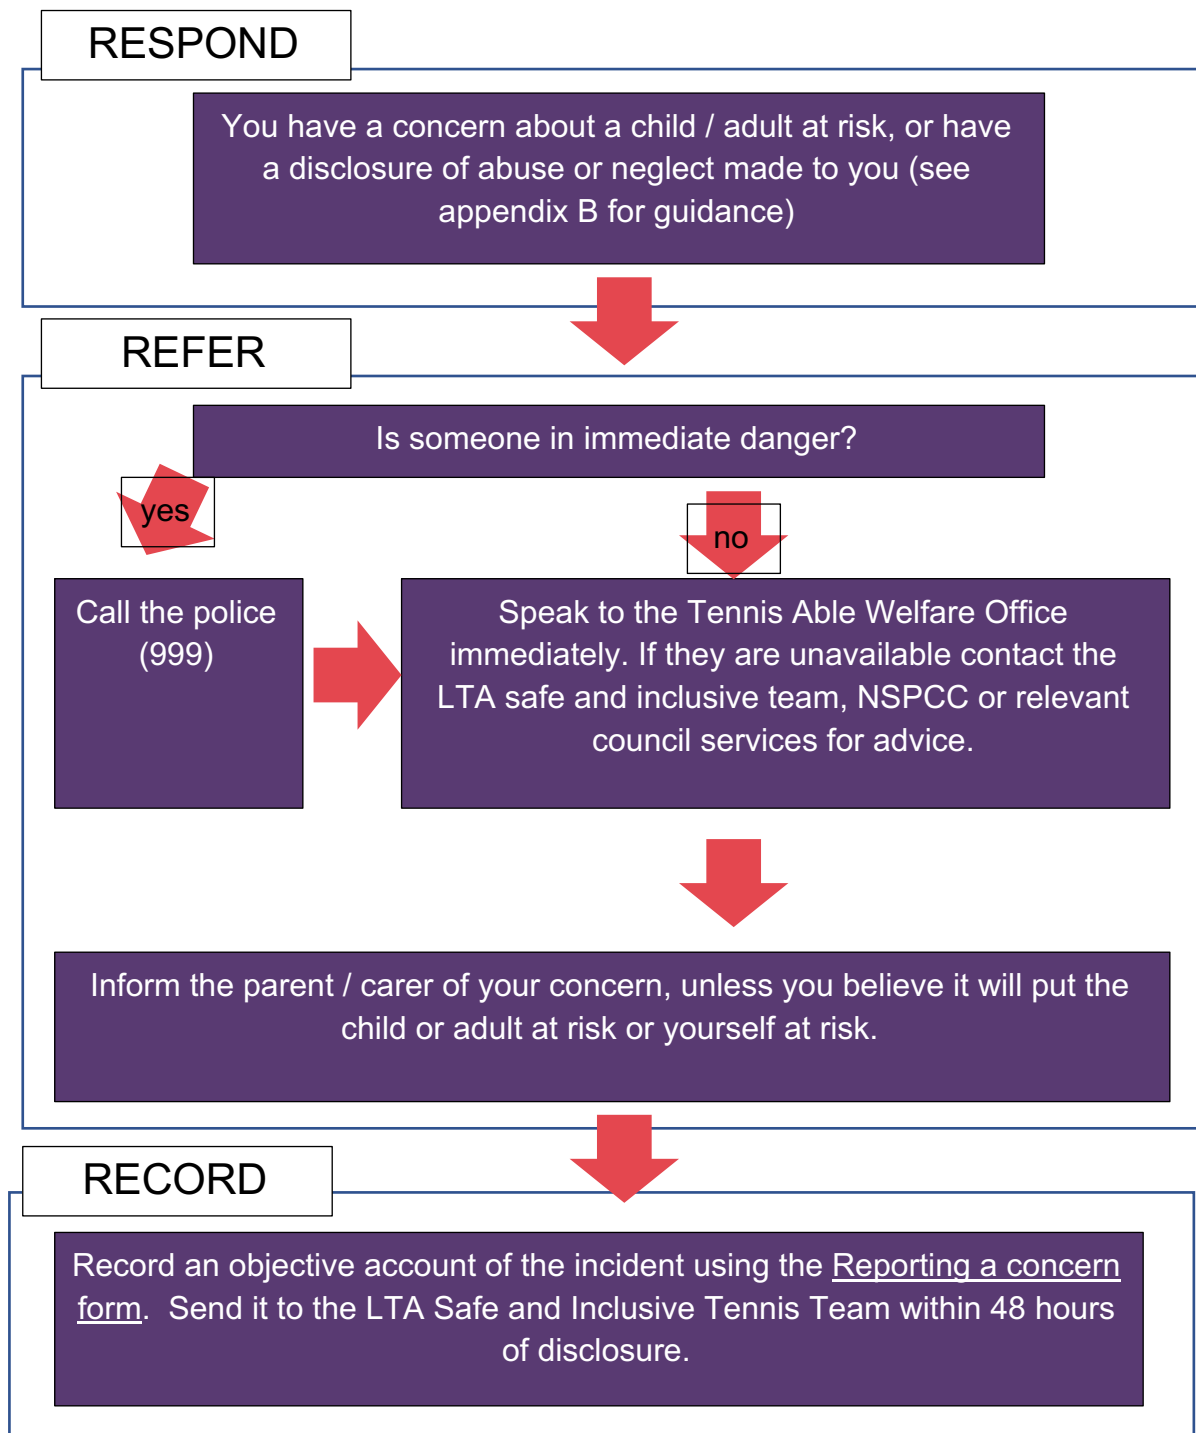 RESPOND
You have a concern about a child / adult at risk, or have
a disclosure of abuse or neglect made to you (see
appendix B for guidance)
REFER
Is someone in immediate danger?
yes
no
Call the police
(999)
Speak to the Tennis Able Welfare Office
immediately. If they are unavailable contact the
LTA safe and inclusive team, NSPCC or relevant
council services for advice.
Inform the parent / carer of your concern, unless you believe it will put the
child or adult at risk or yourself at risk.
RECORD
Record an objective account of the incident using the Reporting a concern
form.  Send it to the LTA Safe and Inclusive Tennis Team within 48 hours
of disclosure.